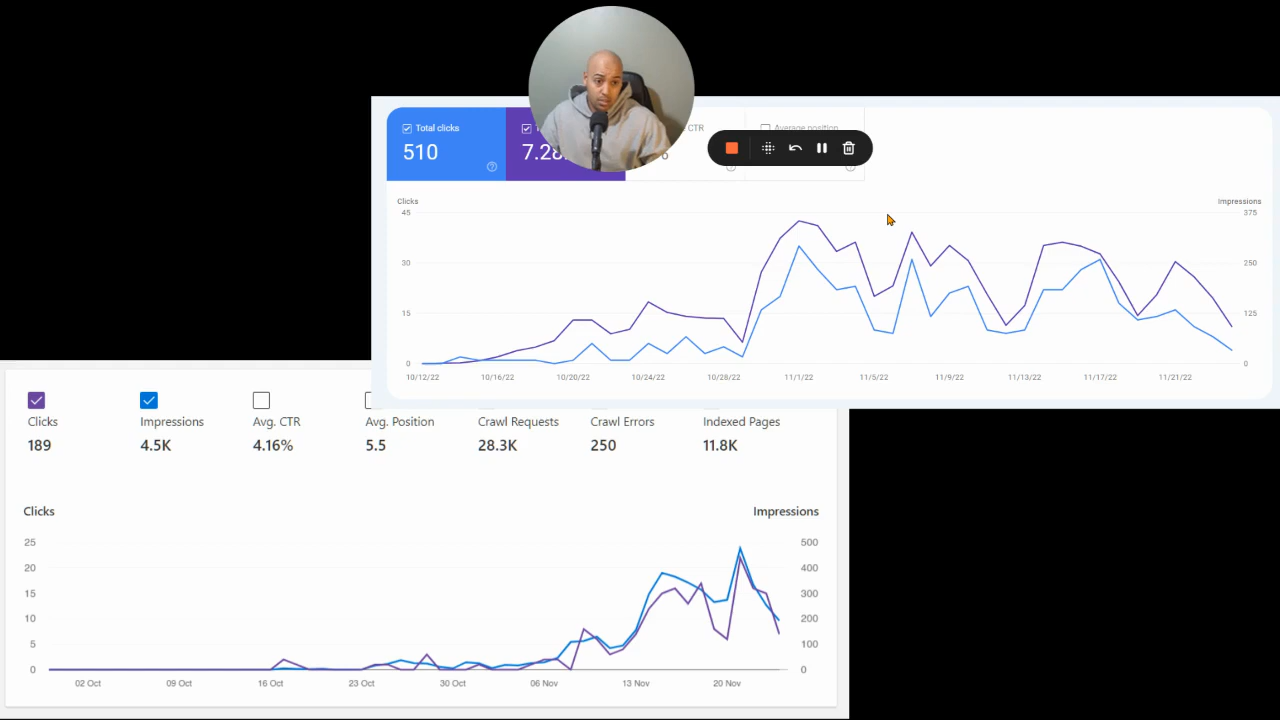 Total clicks
510
7.28
CTR
Average position
Clicks
Impressions
45
375
30
250
15
125
0
0
10/12/22 10/16/22 10/20/22 10/24/22 10/28/22 11/1/22 11/5/22 11/9/22 11/13/22 11/17/22 11/21/22
Clicks Impressions Avg. CTR Avg. Position Crawl Requests Crawl Errors Indexed Pages
189 4.5K 4.16% 5.5 28.3K 250 11.8K
Clicks
Impressions
25 500
20 400
15 300
10 200
5 100
0 0
02 Oct 09 Oct 16 Oct 23 Oct 30 Oct 06 Nov 13 Nov 20 Nov